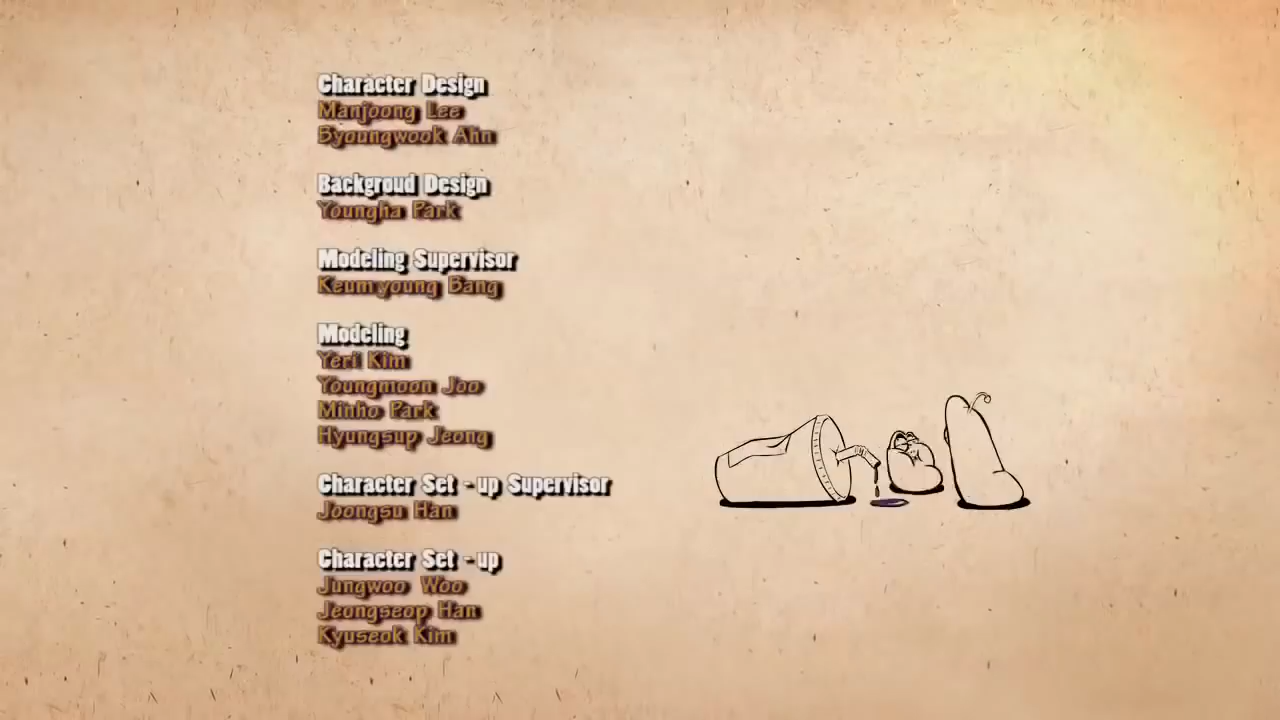 Character Design
Manjoong Lee
Byoungwook Ahn
Backgroud Design
Youngha Park
Modeling Supervisor
Keumyoung Bang
Modeling
Yeri Kim
Youngmoon Joo
Minho Park
Hyungsup Jeong
Character Set - up Supervisor
Joongsu Han
Character Set - up
Jungwoo Woo
Jeongseop Han
Kyuseok Kim